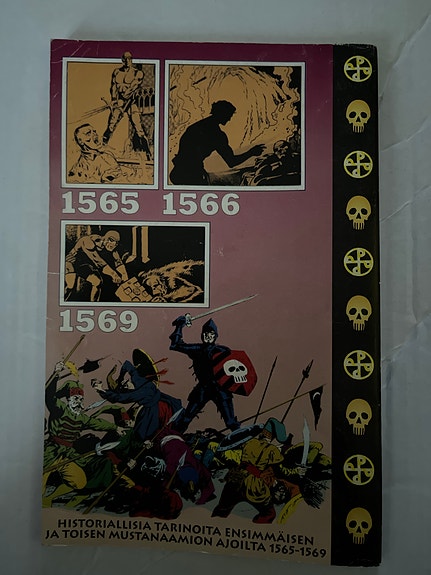 1565 1566
1569
HISTORIALLISIA TARINOITA ENSIMMÄISEN
JA TOISEN MUSTANAAMION AJOILTA 1565-1569